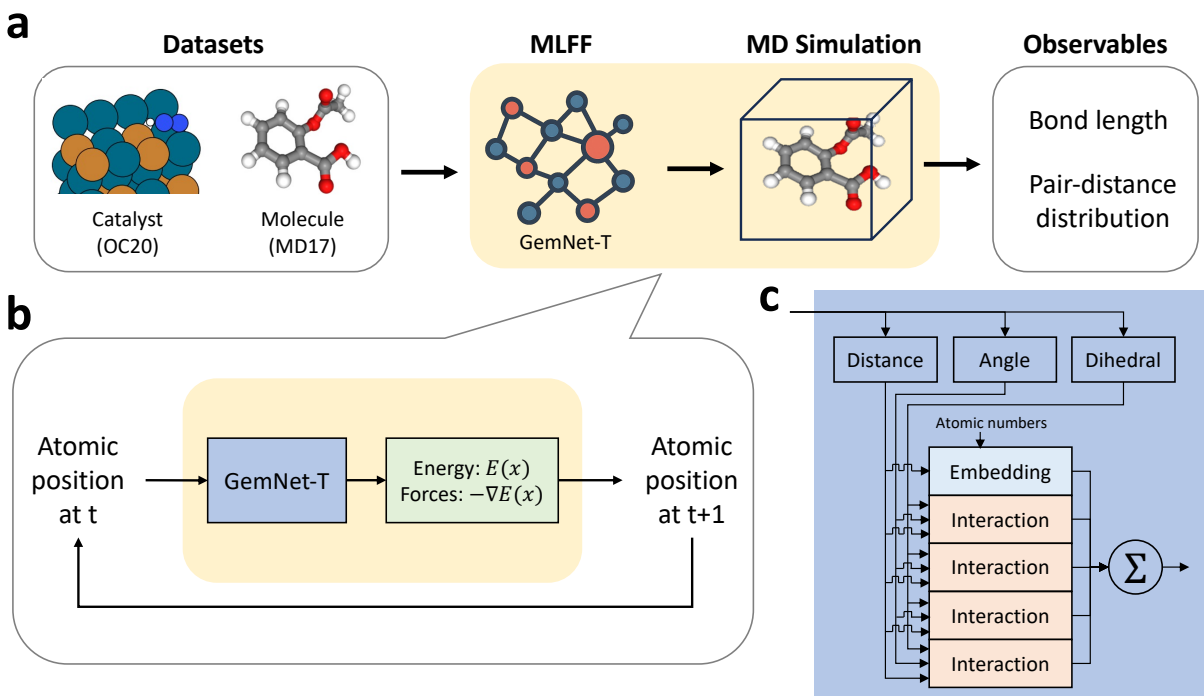 a
Datasets
MLFF
MD Simulation
Observables
Catalyst
(OC20)
Molecule
(MD17)
GemNet-T
Bond length
Pair-distance
distribution
b
Atomic
position
at t
GemNet-T
Energy: E(x)
Forces: −∇E(x)
Atomic
position
at t+1
c
Distance
Angle
Dihedral
Atomic numbers
Embedding
Interaction
Interaction
Interaction
Interaction
Σ